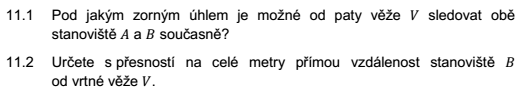 11.1 Pod jakým zorným úhlem je možné od paty věže V sledovat obě
stanoviště A a B současně?
11.2 Určete s přesností na celé metry přímou vzdálenost stanoviště B
od vrtné věže V.